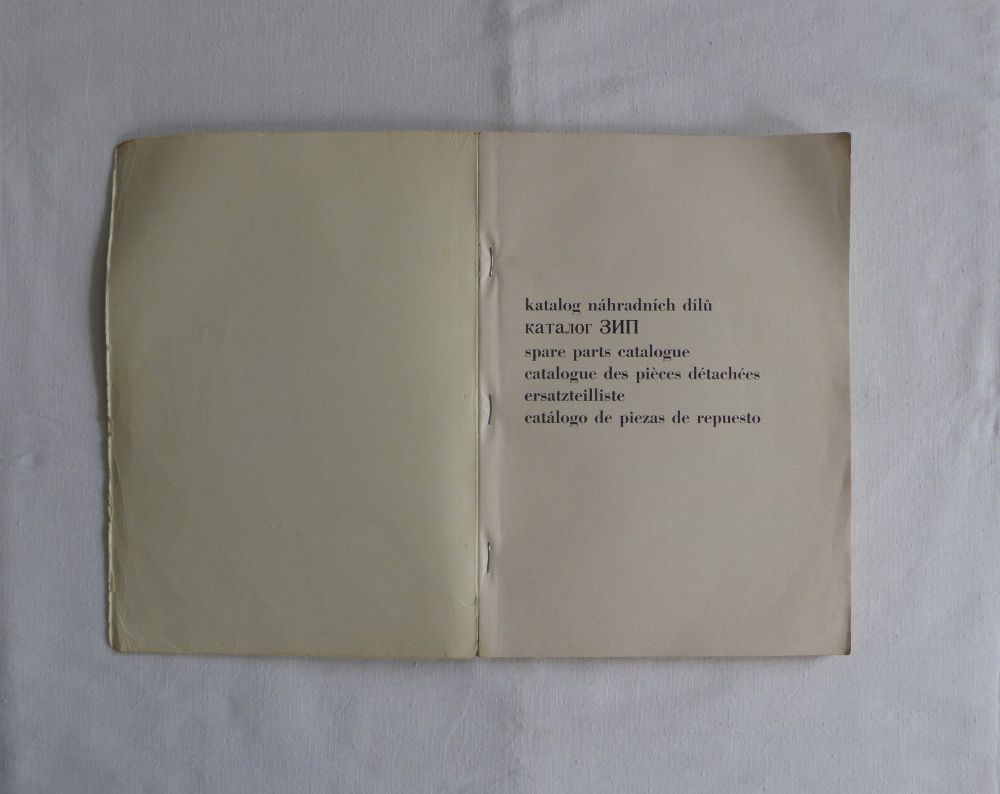 katalog náhradních dílů
каталог ЗИП
spare parts catalogue
catalogue des pièces détachées
ersatzteilliste
catálogo de piezas de repuesto